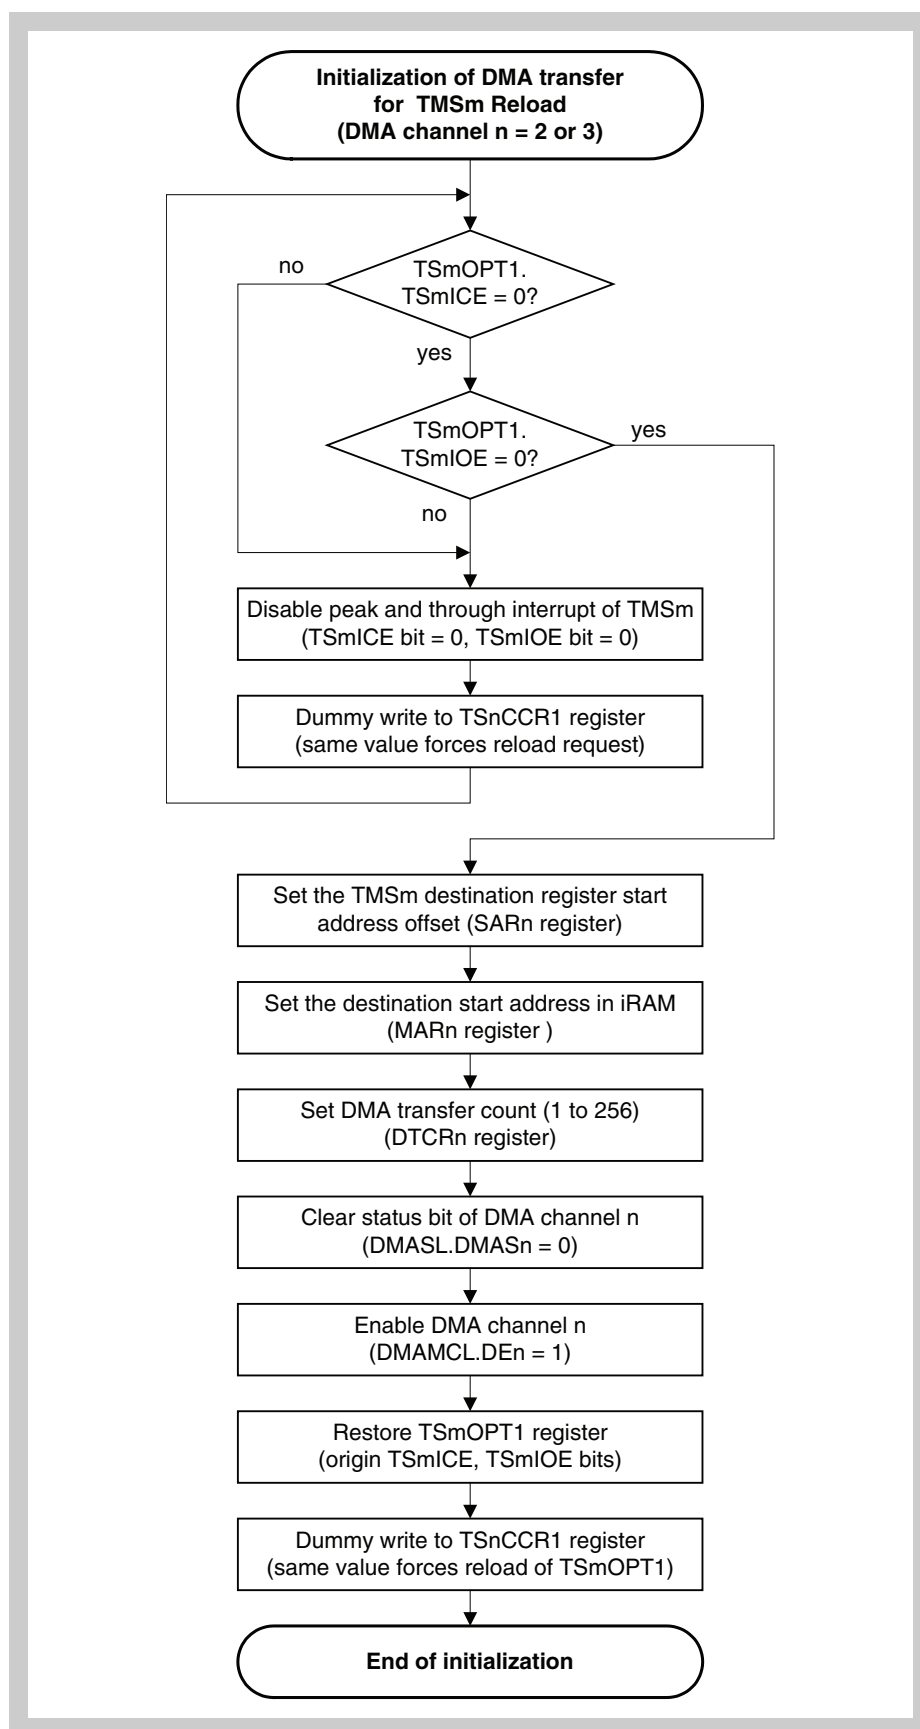 Initialization of DMA transfer
for TMSm Reload
(DMA channel n = 2 or 3)
TSmOPT1.
TSmICE = 0?
no
yes
TSmOPT1.
TSmIOE = 0?
yes
no
Disable peak and through interrupt of TMSm
(TSmICE bit = 0, TSmIOE bit = 0)
Dummy write to TSnCCR1 register
(same value forces reload request)
Set the TMSm destination register start
address offset (SARn register)
Set the destination start address in iRAM
(MARn register )
Set DMA transfer count (1 to 256)
(DTCRn register)
Clear status bit of DMA channel n
(DMASL.DMASn = 0)
Enable DMA channel n
(DMAMCL.DEn = 1)
Restore TSmOPT1 register
(origin TSmICE, TSmIOE bits)
Dummy write to TSnCCR1 register
(same value forces reload of TSmOPT1)
End of initialization